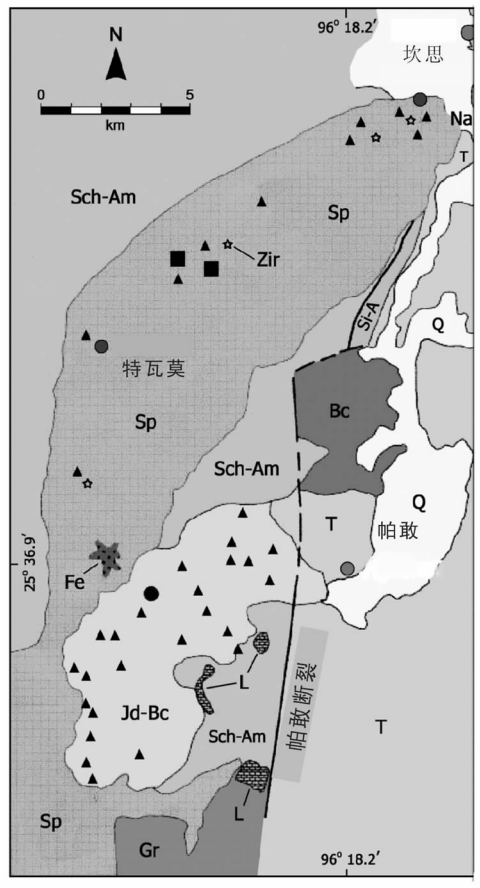 96° 18.2′
N
坎思
0 5
km
Na
T
Sch-Am
Sp
Zir
Si-A
Q
特瓦莫
Bc
Sp
Sch-Am
Q
T
帕敢
25° 36.9′
Fe
L
Jd-Bc
Sch-Am
帕敢断裂
T
L
Sp
Gr
96° 18.2′